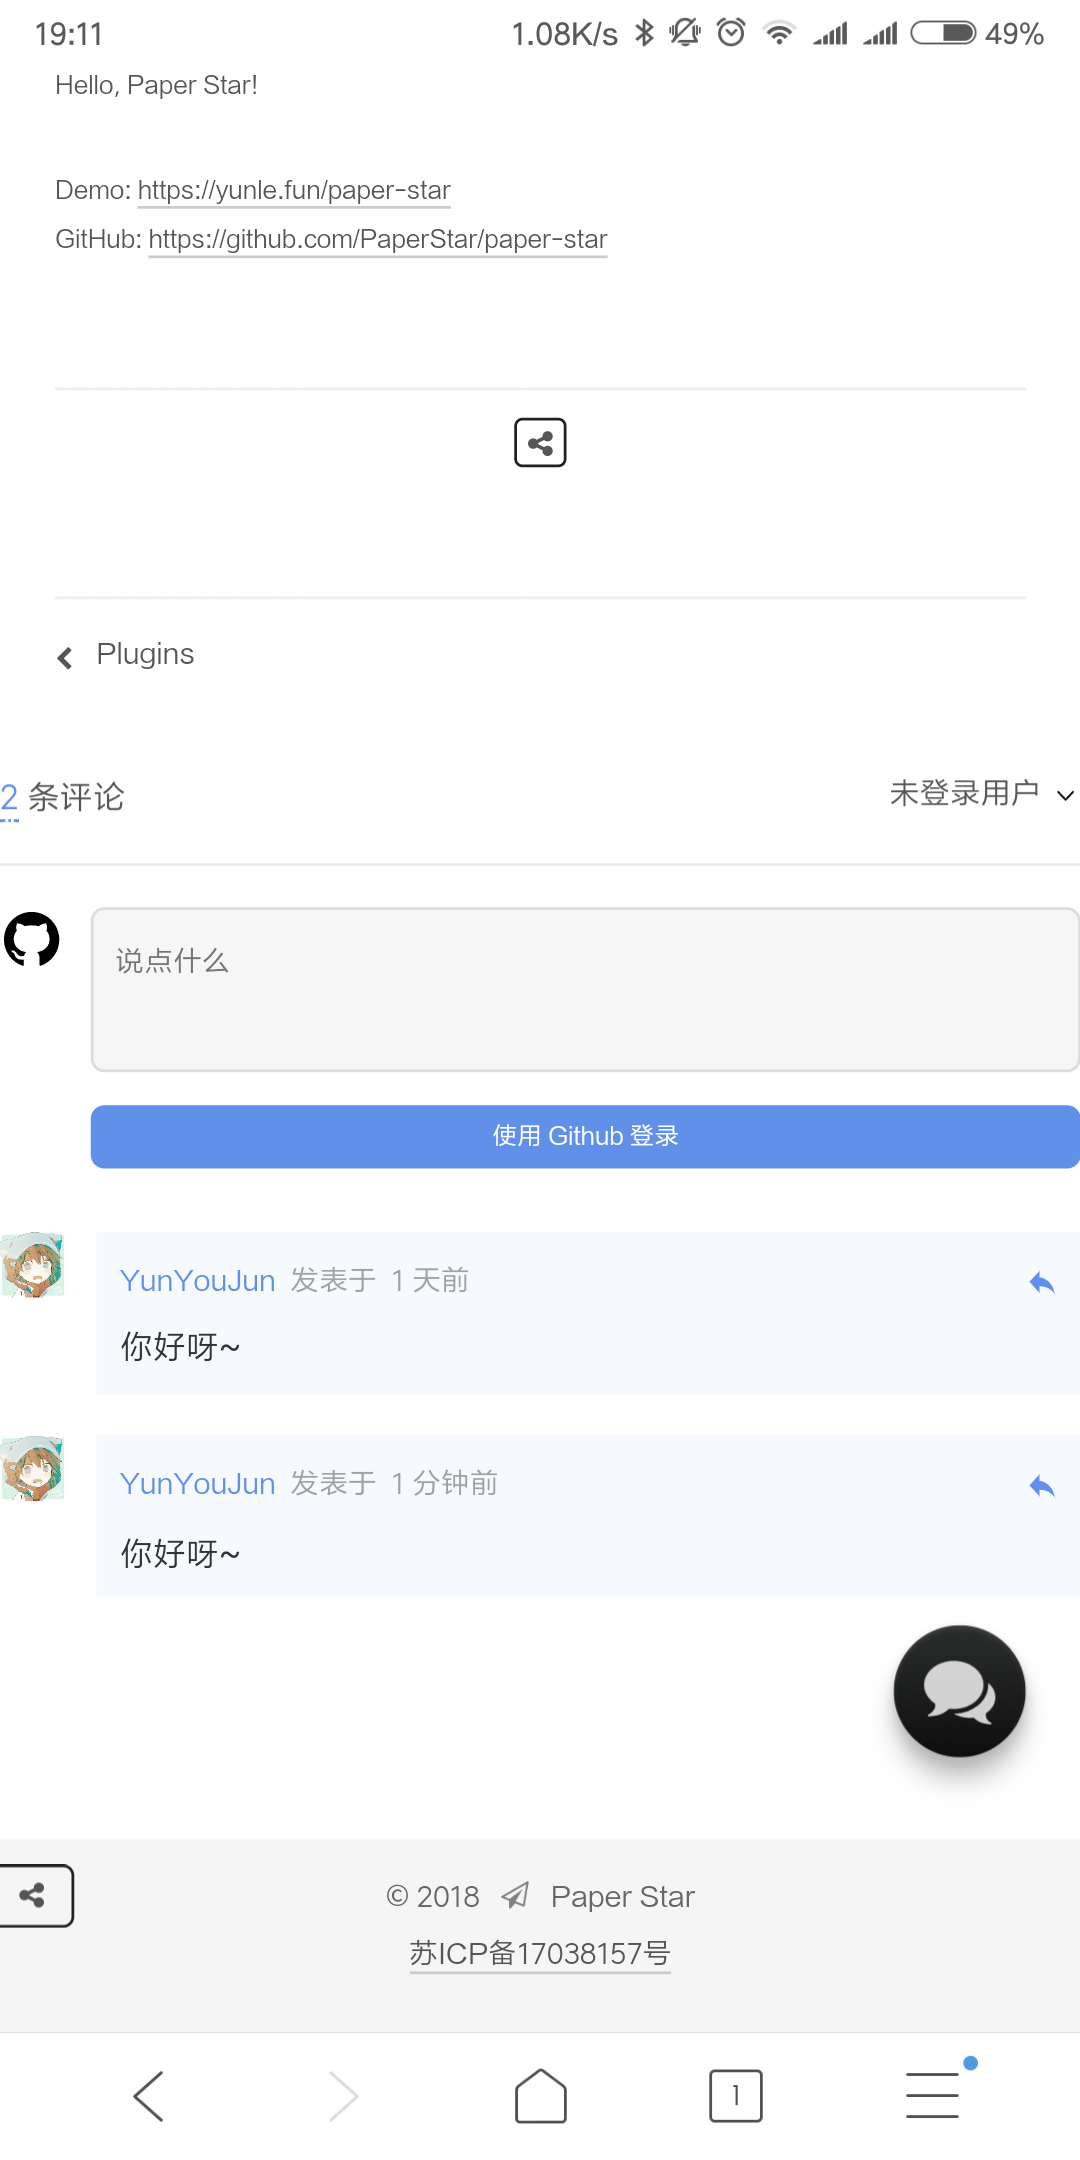 19:11 1.08K/s 49%
Hello, Paper Star!
Demo: https://yunle.fun/paper-star
GitHub: https://github.com/PaperStar/paper-star
Plugins
2 条评论 未登录用户
说点什么
使用 Github 登录
YunYouJun 发表于 1 天前
你好呀~
YunYouJun 发表于 1 分钟前
你好呀~
© 2018 Paper Star
苏ICP备17038157号
1